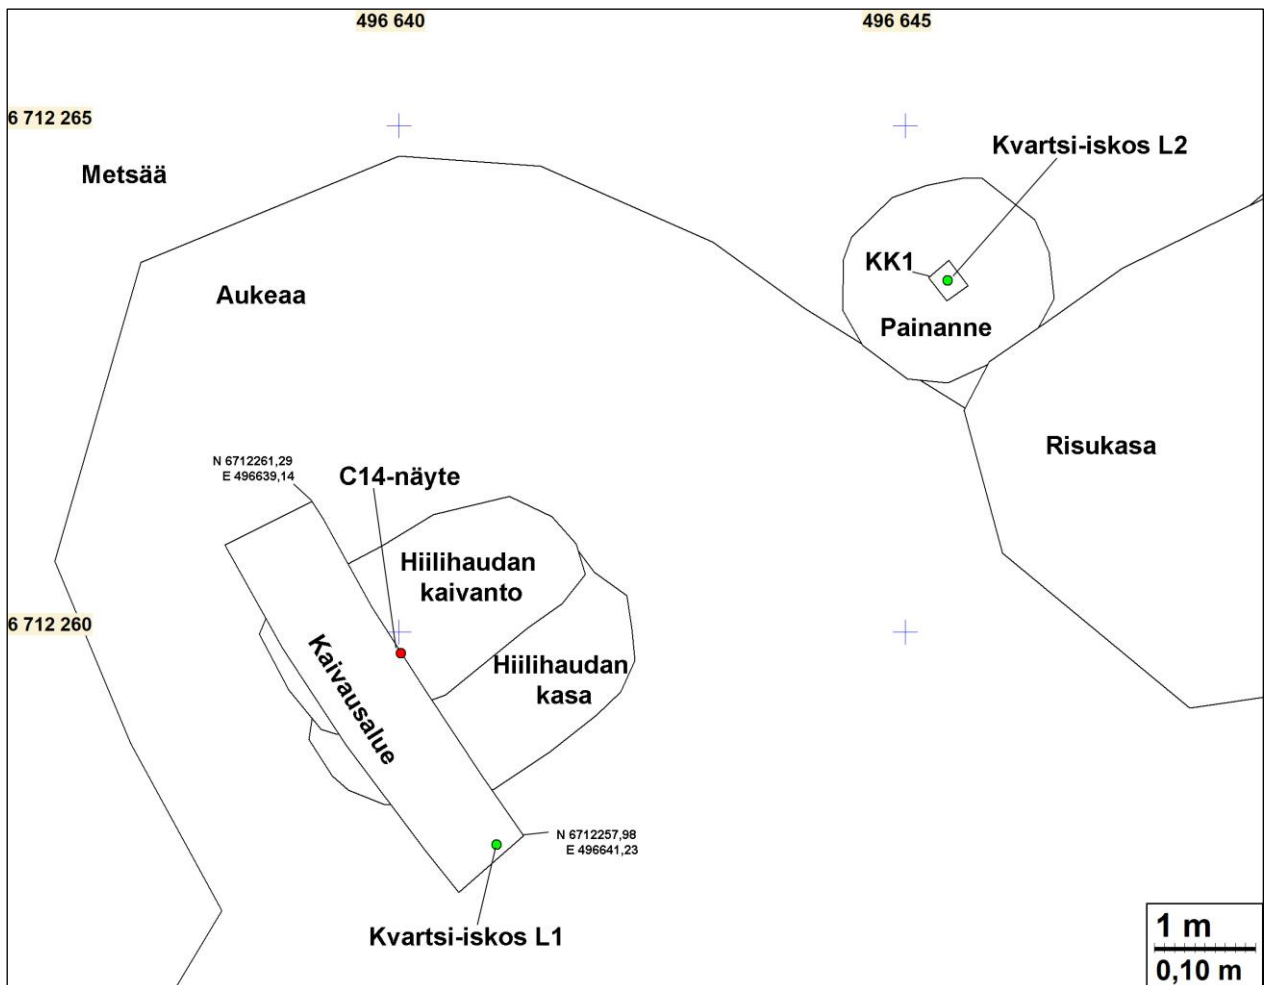 496 640
496 645
6 712 265
Kvartsi-iskos L2
Metsää
KK1
Aukeaa
Painanne
Risukasa
N 6712261,29
E 496639,14
C14-näyte
Hiilihaudan
kaivanto
6 712 260
Kaivausalue
Hiilihaudan
kasa
N 6712257,98
E 496641,23
Kvartsi-iskos L1
1 m
0,10 m